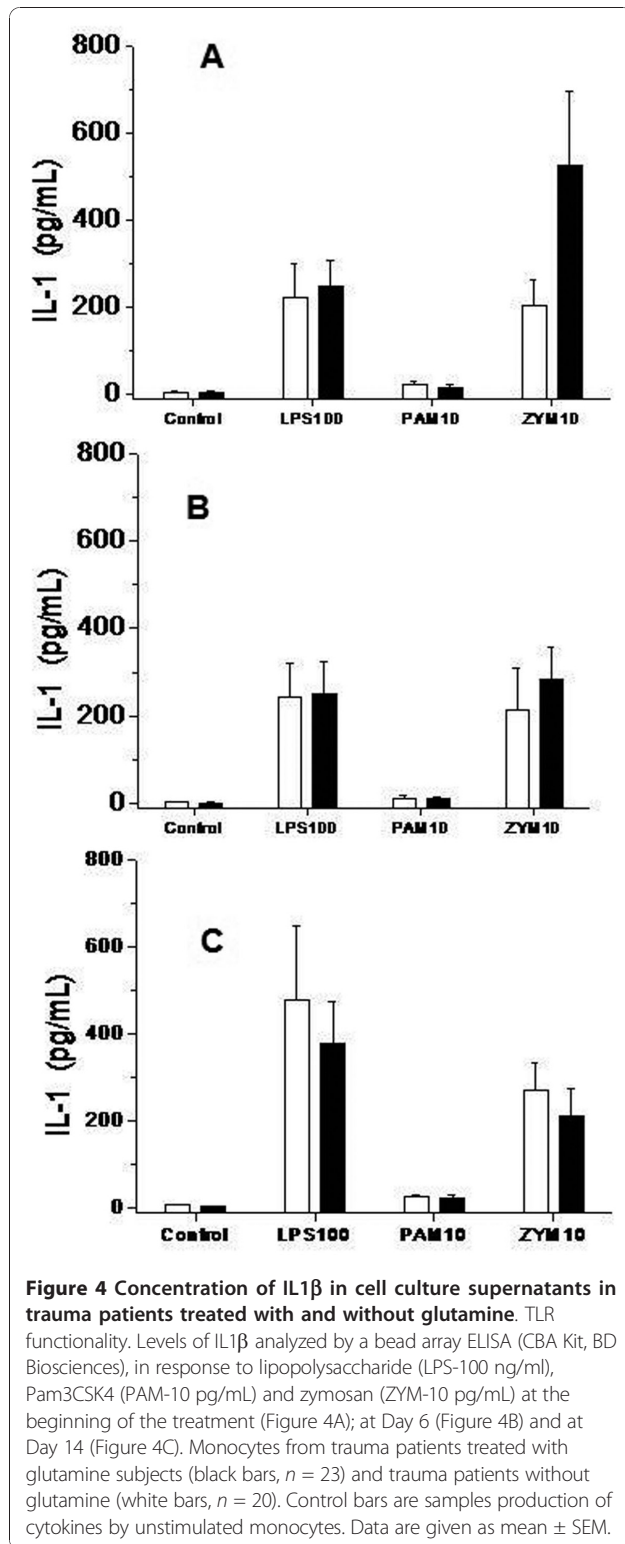 A
800
600
400
200
0
IL-1 (pg/mL)
Control LPS100 PAM10 ZYM10
B
800
600
400
200
0
IL-1 (pg/mL)
Control LPS100 PAM10 ZYM10
C
800
600
400
200
0
IL-1 (pg/mL)
Control LPS100 PAM10 ZYM10
Figure 4 Concentration of IL1β in cell culture supernatants in
trauma patients treated with and without glutamine. TLR
functionality. Levels of IL1β analyzed by a bead array ELISA (CBA Kit, BD
Biosciences), in response to lipopolysaccharide (LPS-100 ng/ml),
Pam3CSK4 (PAM-10 pg/mL) and zymosan (ZYM-10 pg/mL) at the
beginning of the treatment (Figure 4A); at Day 6 (Figure 4B) and at
Day 14 (Figure 4C). Monocytes from trauma patients treated with
glutamine subjects (black bars, n = 23) and trauma patients without
glutamine (white bars, n = 20). Control bars are samples production of
cytokines by unstimulated monocytes. Data are given as mean ± SEM.